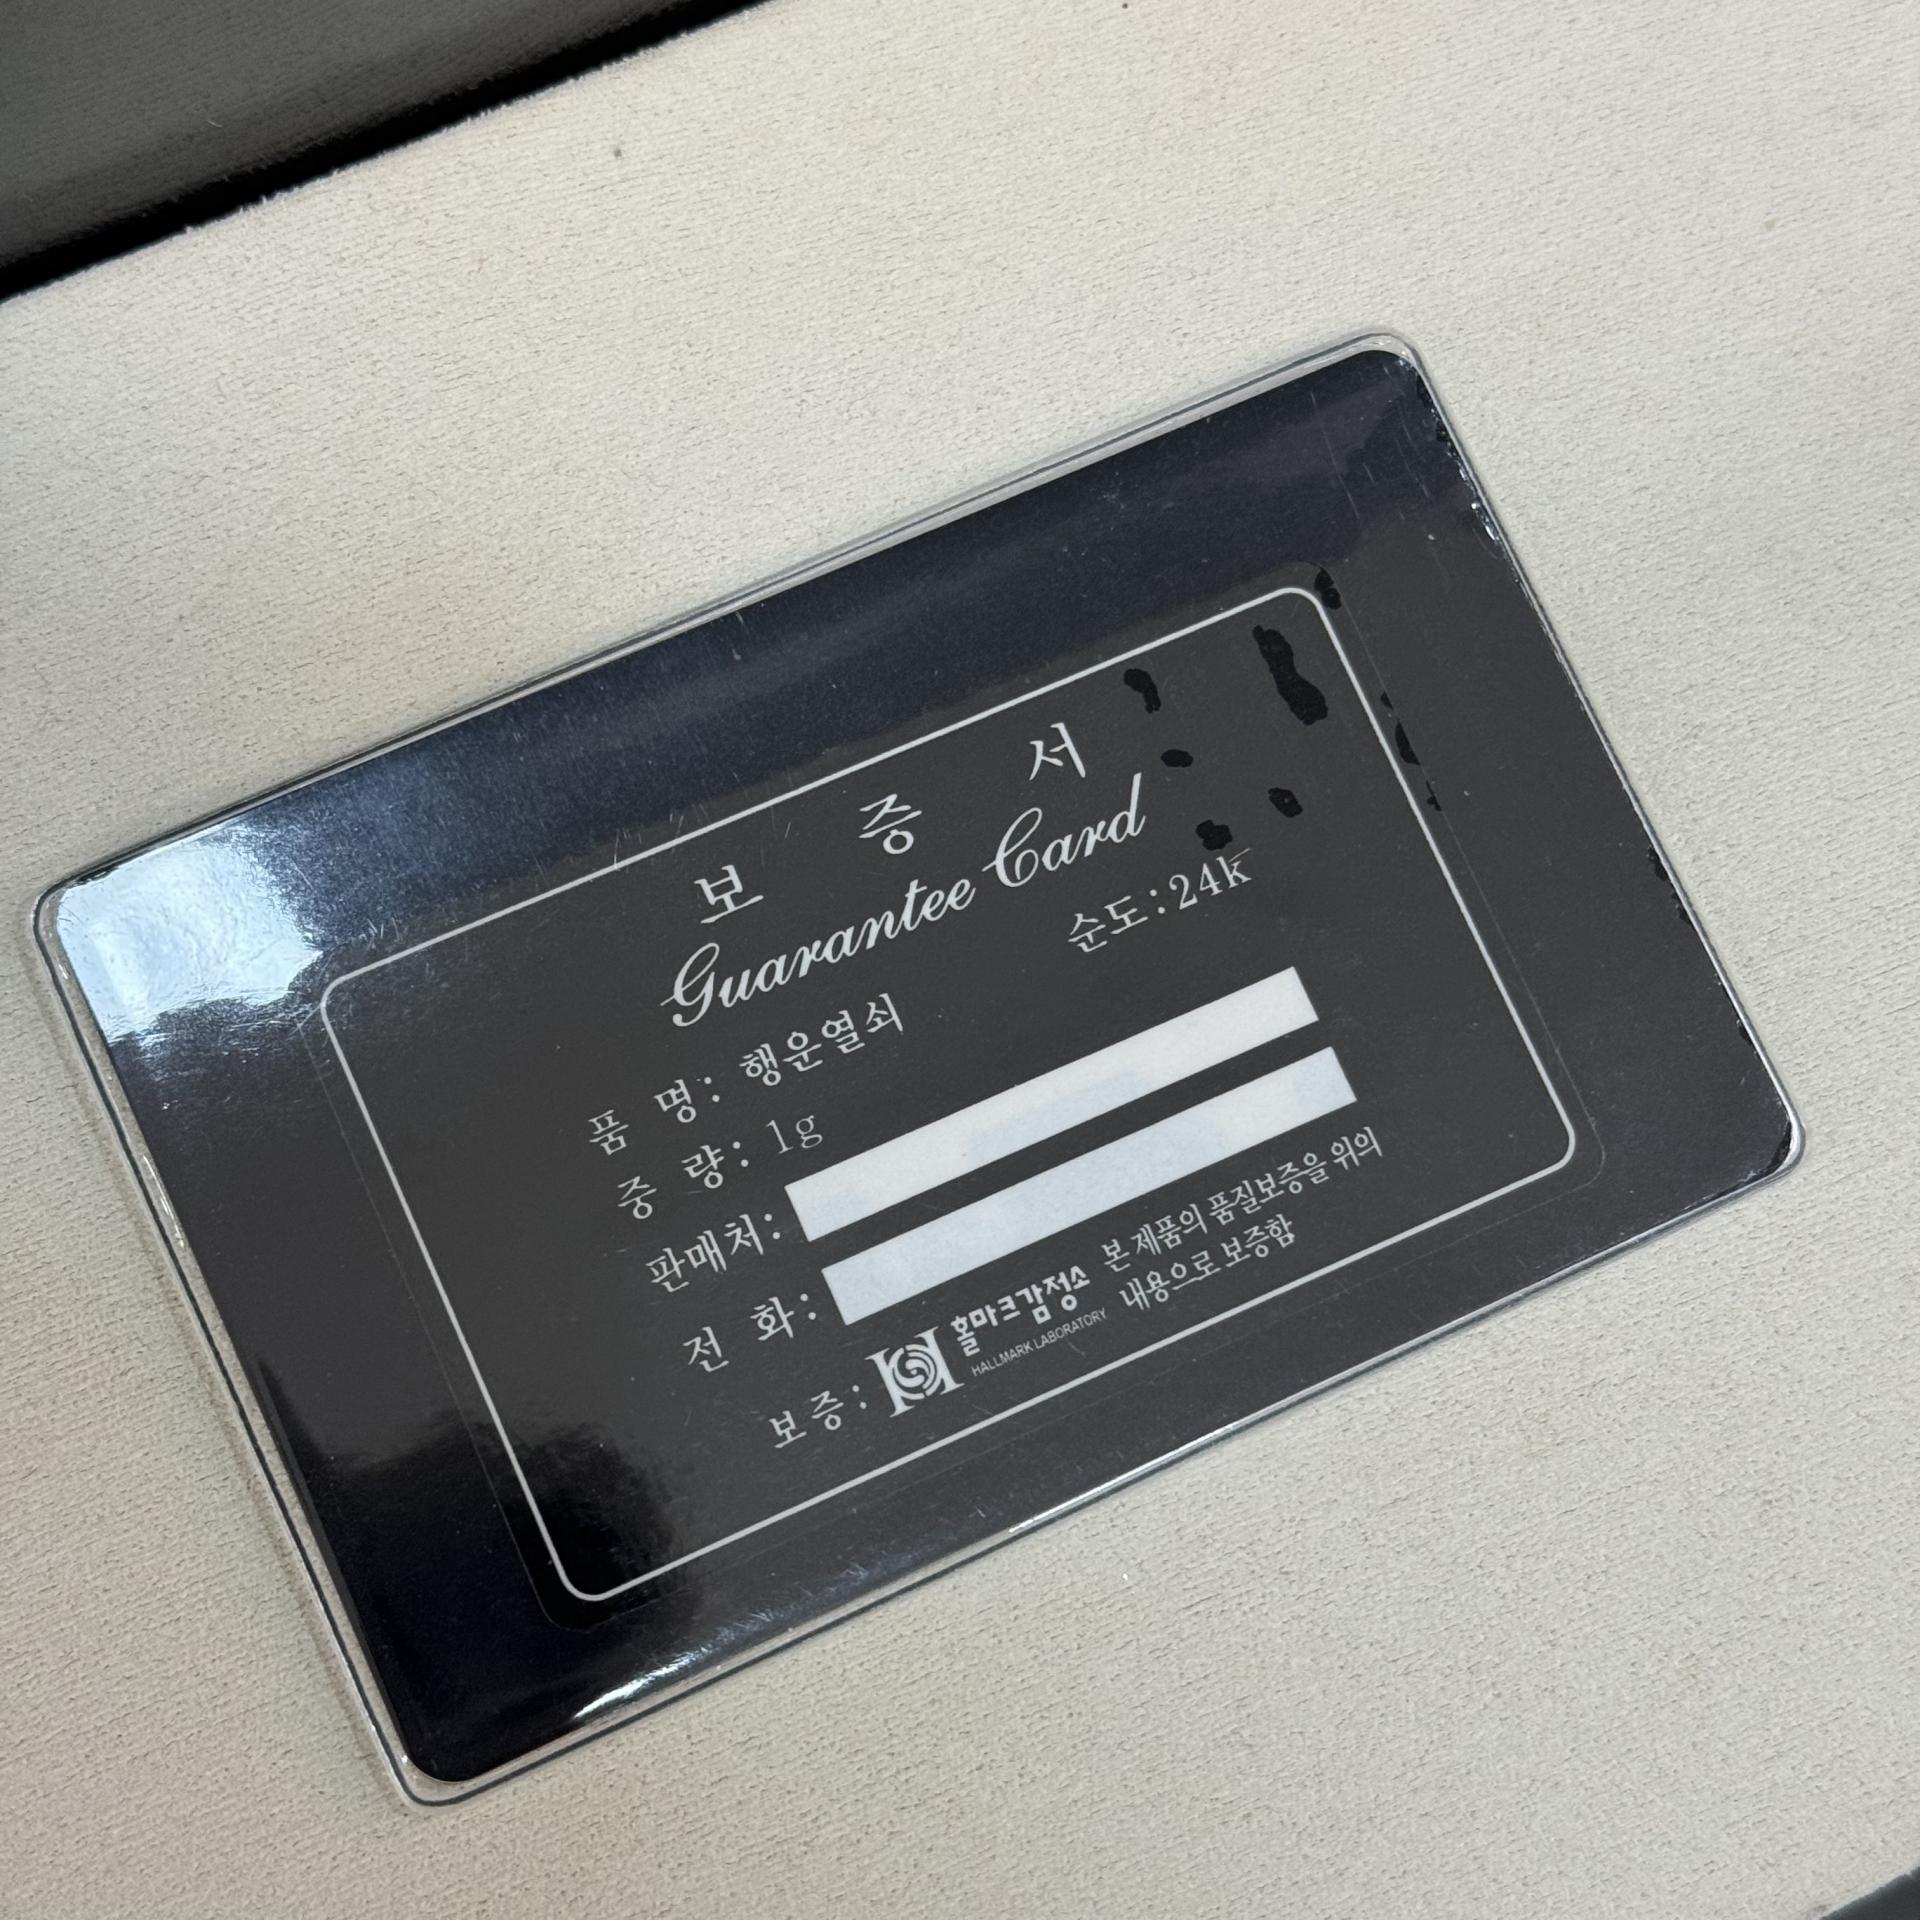 보 증 서
Guarantee Card
순도:24k
품 명: 행운열쇠
중 량: 1g
판매처:
전 화:
보증: 홀마크감정소
HALLMARK LABORATORY
본 제품의 품질보증을 위의
내용으로 보증함